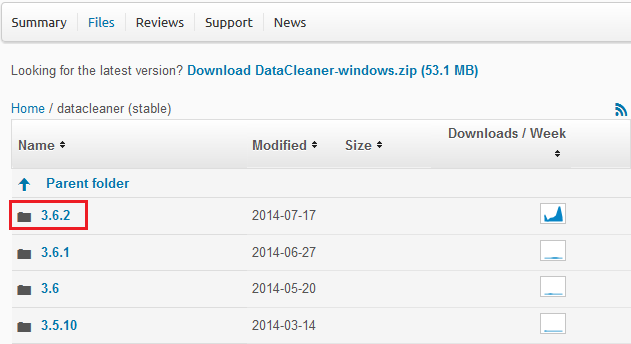 Summary Files Reviews Support News
Looking for the latest version? Download DataCleaner-windows.zip (53.1 MB)
Home / datacleaner (stable)
Name Modified Size Downloads / Week
Parent folder
3.6.2 2014-07-17
3.6.1 2014-06-27
3.6 2014-05-20
3.5.10 2014-03-14